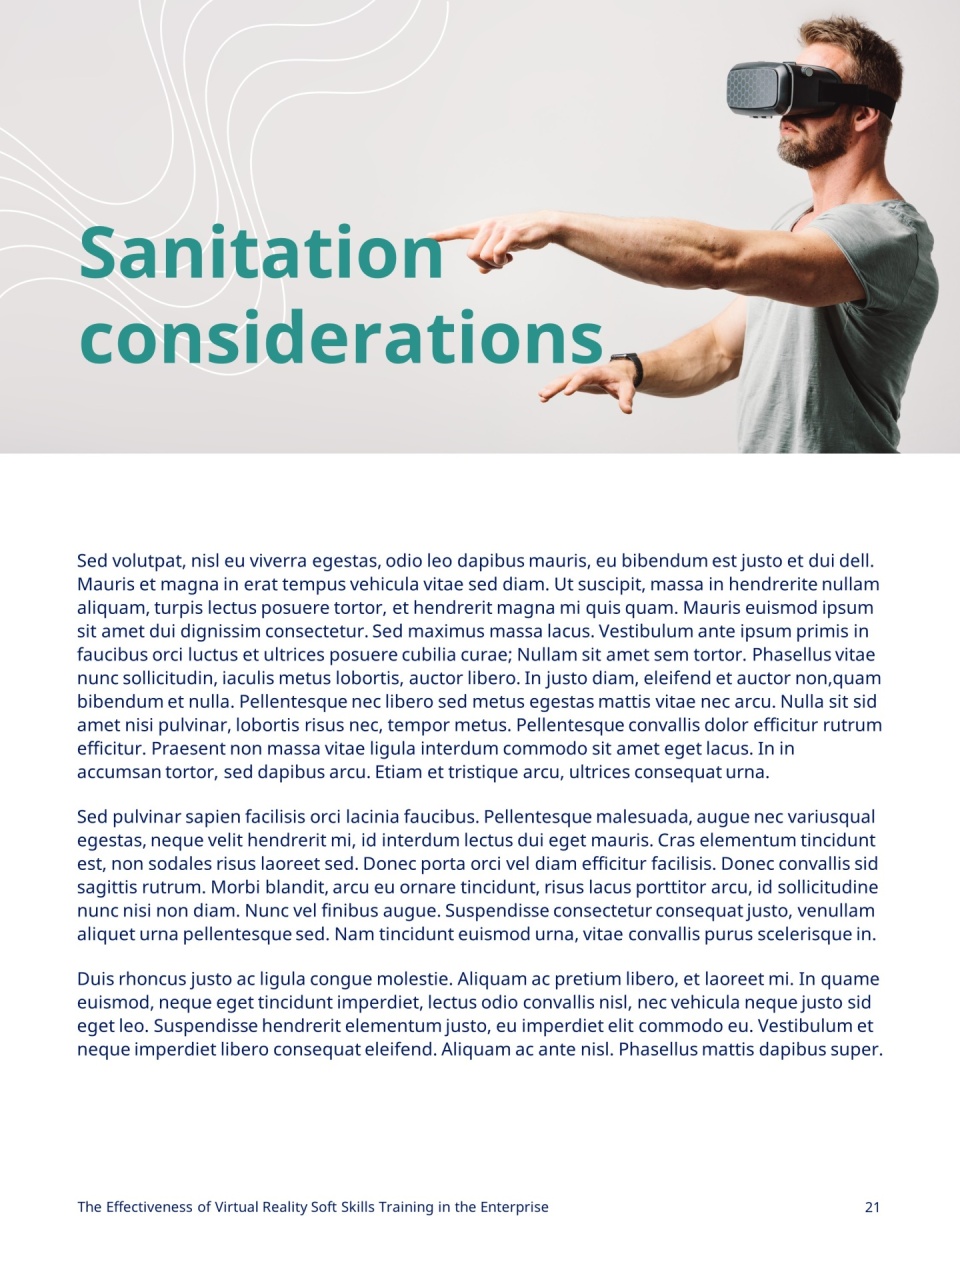 Sanitation
considerations
Sed volutpat, nisl eu viverra egestas, odio leo dapibus mauris, eu bibendum est justo et dui dell.
Mauris et magna in erat tempus vehicula vitae sed diam. Ut suscipit, massa in hendrerite nullam
aliquam, turpis lectus posuere tortor, et hendrerit magna mi quis quam. Mauris euismod ipsum
sit amet dui dignissim consectetur. Sed maximus massa lacus. Vestibulum ante ipsum primis in
faucibus orci luctus et ultrices posuere cubilia curae; Nullam sit amet sem tortor. Phasellus vitae
nunc sollicitudin, iaculis metus lobortis, auctor libero. In justo diam, eleifend et auctor non,quam
bibendum et nulla. Pellentesque nec libero sed metus egestas mattis vitae nec arcu. Nulla sit sid
amet nisi pulvinar, lobortis risus nec, tempor metus. Pellentesque convallis dolor efficitur rutrum
efficitur. Praesent non massa vitae ligula interdum commodo sit amet eget lacus. In in
accumsan tortor, sed dapibus arcu. Etiam et tristique arcu, ultrices consequat urna.
Sed pulvinar sapien facilisis orci lacinia faucibus. Pellentesque malesuada, augue nec variusqual
egestas, neque velit hendrerit mi, id interdum lectus dui eget mauris. Cras elementum tincidunt
est, non sodales risus laoreet sed. Donec porta orci vel diam efficitur facilisis. Donec convallis sid
sagittis rutrum. Morbi blandit, arcu eu ornare tincidunt, risus lacus porttitor arcu, id sollicitudine
nunc nisi non diam. Nunc vel finibus augue. Suspendisse consectetur consequat justo, venullam
aliquet urna pellentesque sed. Nam tincidunt euismod urna, vitae convallis purus scelerisque in.
Duis rhoncus justo ac ligula congue molestie. Aliquam ac pretium libero, et laoreet mi. In quame
euismod, neque eget tincidunt imperdiet, lectus odio convallis nisl, nec vehicula neque justo sid
eget leo. Suspendisse hendrerit elementum justo, eu imperdiet elit commodo eu. Vestibulum et
neque imperdiet libero consequat eleifend. Aliquam ac ante nisl. Phasellus mattis dapibus super.
The Effectiveness of Virtual Reality Soft Skills Training in the Enterprise 21